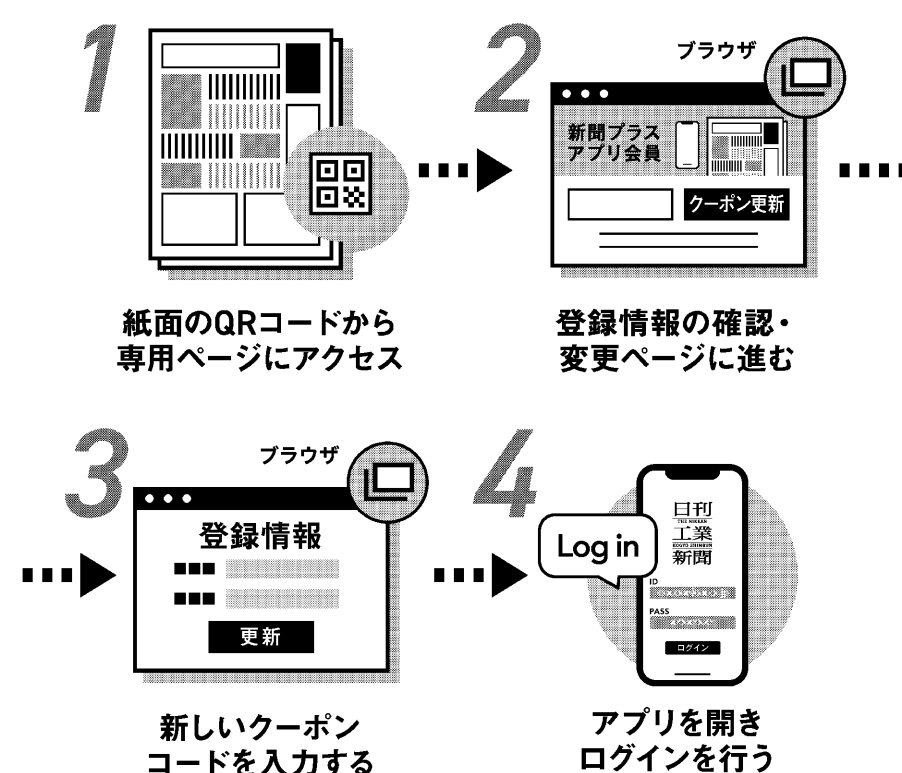 1
紙面のQRコードから
専用ページにアクセス
2
ブラウザ
新聞プラス
アプリ会員
クーポン更新
登録情報の確認・
変更ページに進む
3
ブラウザ
登録情報
更新
新しいクーポン
コードを入力する
4
Log in
日刊
THE NIKKAN
工業
KOGYO SHIMBUN
新聞
ID
PASS
ログイン
アプリを開き
ログインを行う